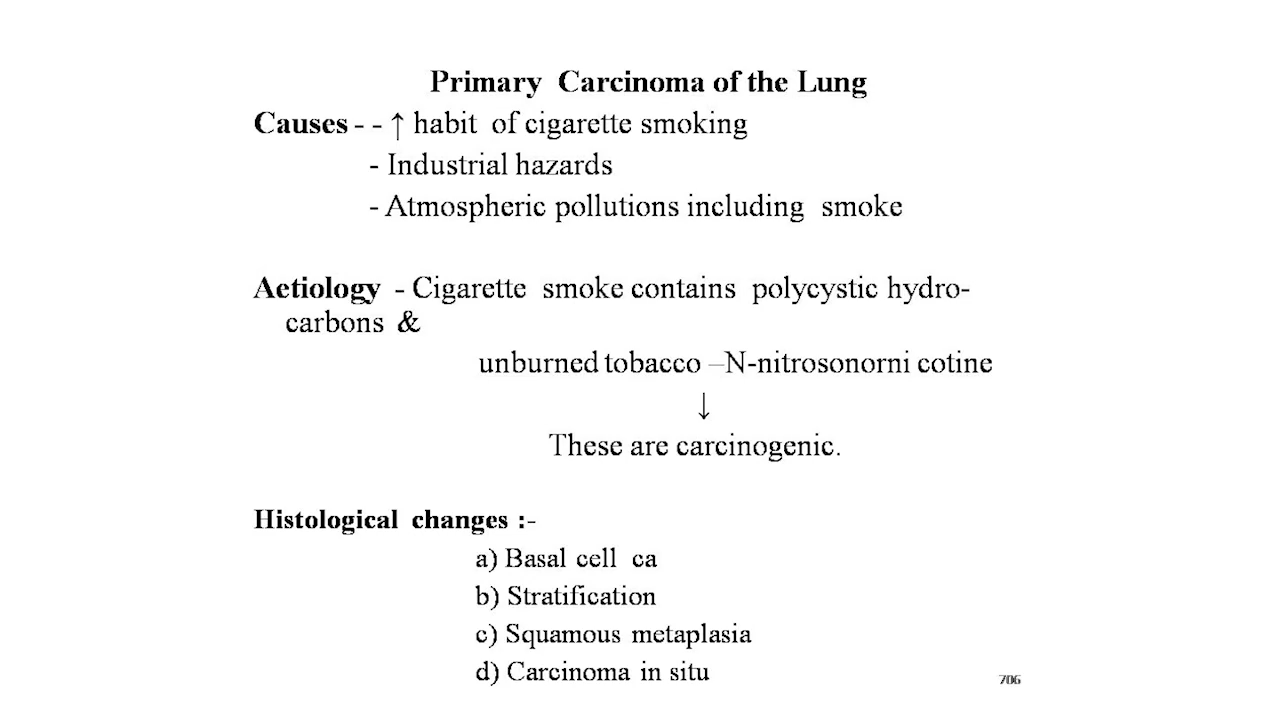 Primary Carcinoma of the Lung
Causes - - ↑ habit of cigarette smoking
- Industrial hazards
- Atmospheric pollutions including smoke
Aetiology - Cigarette smoke contains polycystic hydro-
carbons &
unburned tobacco –N-nitrosonorni cotine
↓
These are carcinogenic.
Histological changes :-
a) Basal cell ca
b) Stratification
c) Squamous metaplasia
d) Carcinoma in situ
706